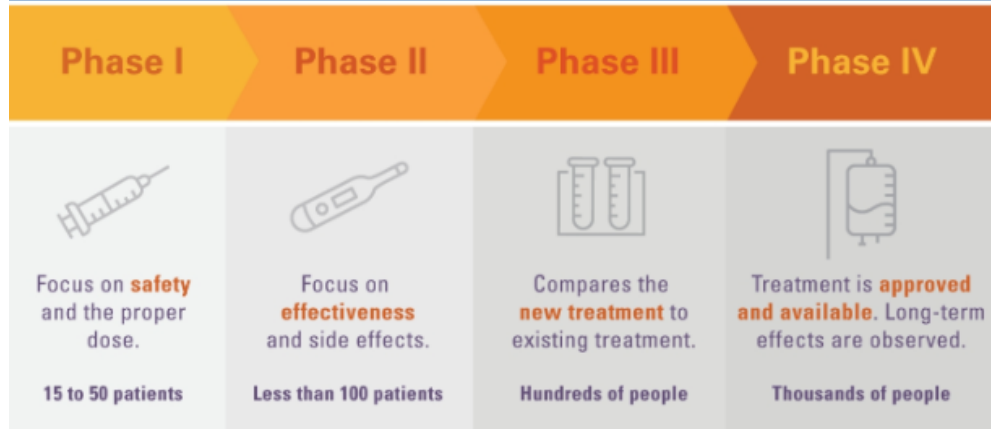 Phase I
Phase II
Phase III
Phase IV
Focus on safety
and the proper
dose.
15 to 50 patients
Focus on
effectiveness
and side effects.
Less than 100 patients
Compares the
new treatment to
existing treatment.
Hundreds of people
Treatment is approved
and available. Long-term
effects are observed.
Thousands of people